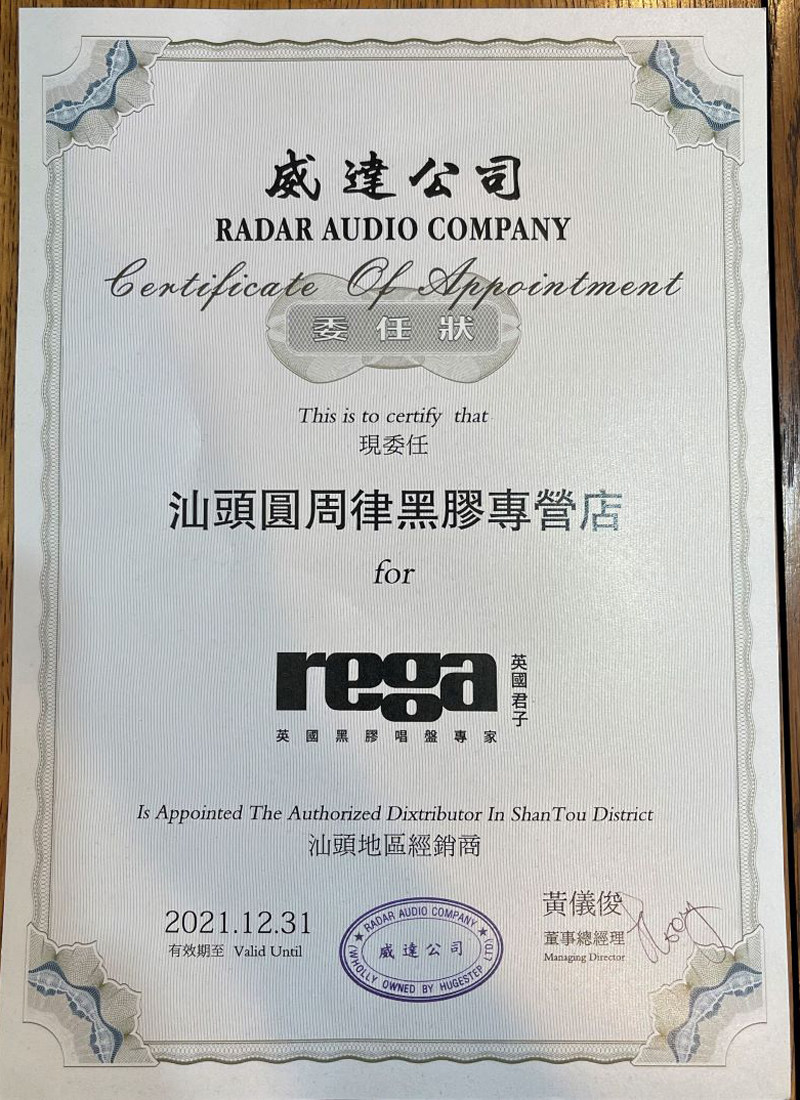 威達公司
RADAR AUDIO COMPANY
Certificate Of Appointment
委任狀
This is to certify that
現委任
汕頭圓周律黑膠專營店
for
rega
英國君子
英國黑膠唱盤專家
Is Appointed The Authorized Dixtributor In ShanTou District
汕頭地區經銷商
2021.12.31
有效期至 Valid Until
RADAR AUDIO COMPANY
威達公司
(WHOLLY OWNED BY HUGESTEP LTD)
黃儀俊
董事總經理
Managing Director